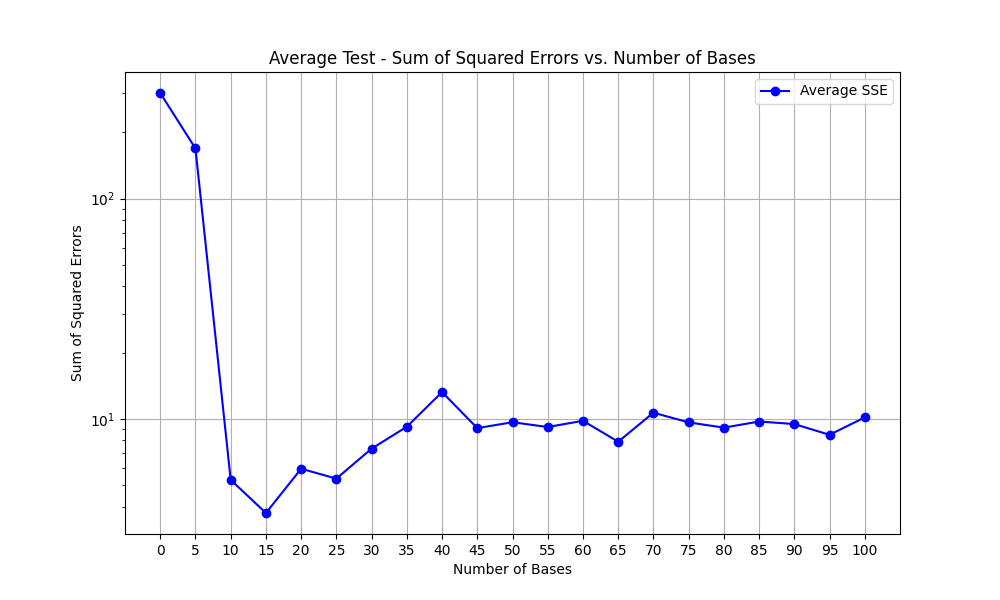 Average Test - Sum of Squared Errors vs. Number of Bases
Average SSE
Sum of Squared Errors
10²
10¹
0 5 10 15 20 25 30 35 40 45 50 55 60 65 70 75 80 85 90 95 100
Number of Bases